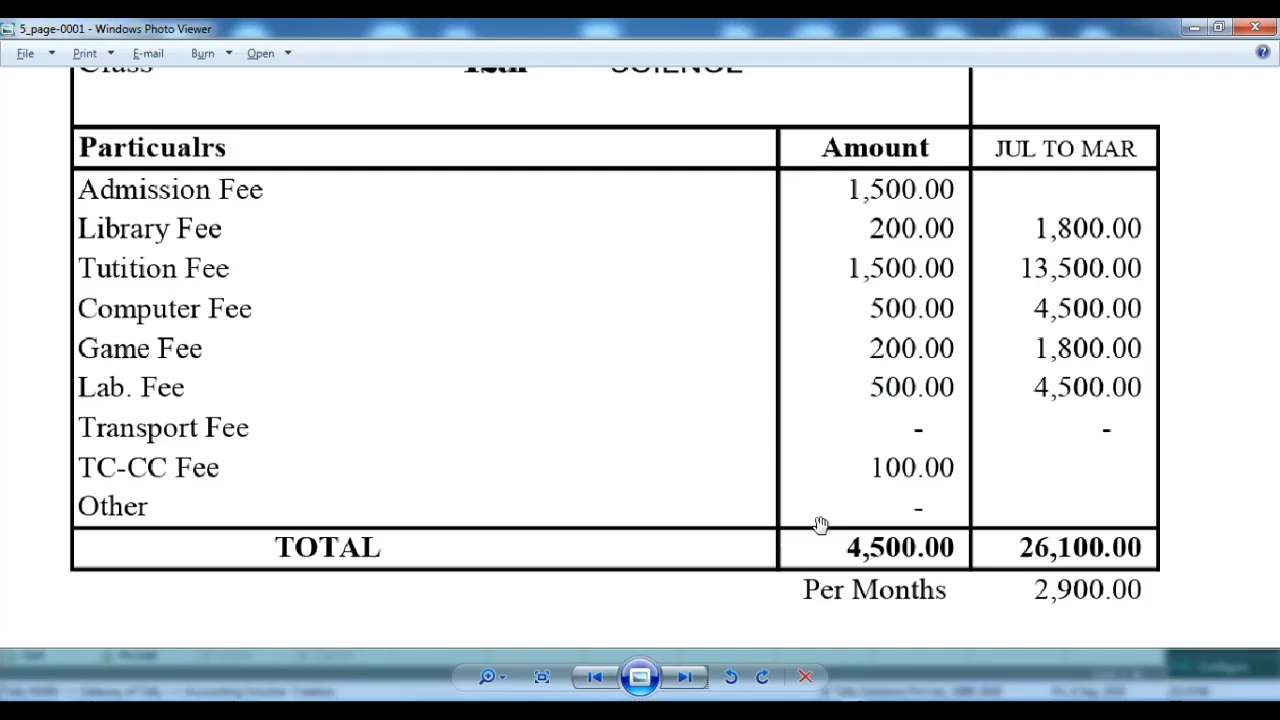 5_page-0001 - Windows Photo Viewer
File Print E-mail Burn Open
Class 12th SCIENCE
Particualrs Amount JUL TO MAR
Admission Fee 1,500.00
Library Fee 200.00 1,800.00
Tutition Fee 1,500.00 13,500.00
Computer Fee 500.00 4,500.00
Game Fee 200.00 1,800.00
Lab. Fee 500.00 4,500.00
Transport Fee - -
TC-CC Fee 100.00
Other -
TOTAL 4,500.00 26,100.00
Per Months 2,900.00